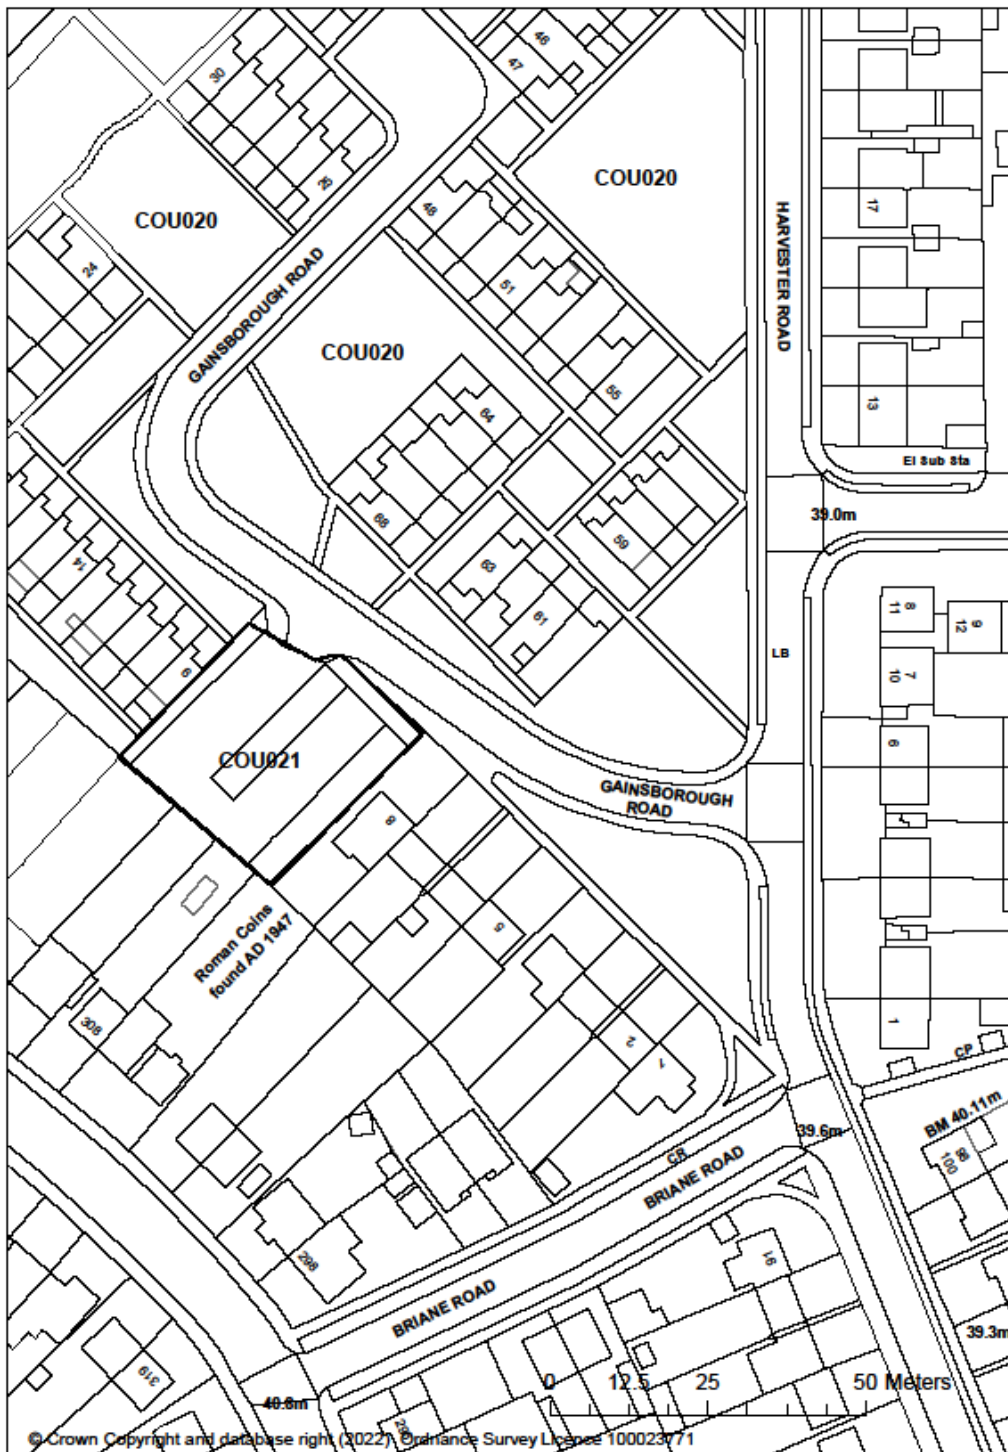 46
47
30
COU020
COU020
17
26
48
24
51
HARVESTER ROAD
GAINSBOROUGH ROAD
COU020
55
13
64
El Sub Sta
68
59
39.0m
14
63
61
8
11
9
12
LB
7
10
6
COU021
6
GAINSBOROUGH
ROAD
8
5
Roman Coins
found AD 1947
308
2
1
1
CP
BM 40.11m
39.6m
98
100
CR
BRIANE ROAD
298
16
BRIANE ROAD
39.3m
319
0 12.5 25 50 Meters
40.8m
© Crown Copyright and database right (2022). Ordnance Survey Licence 100023771